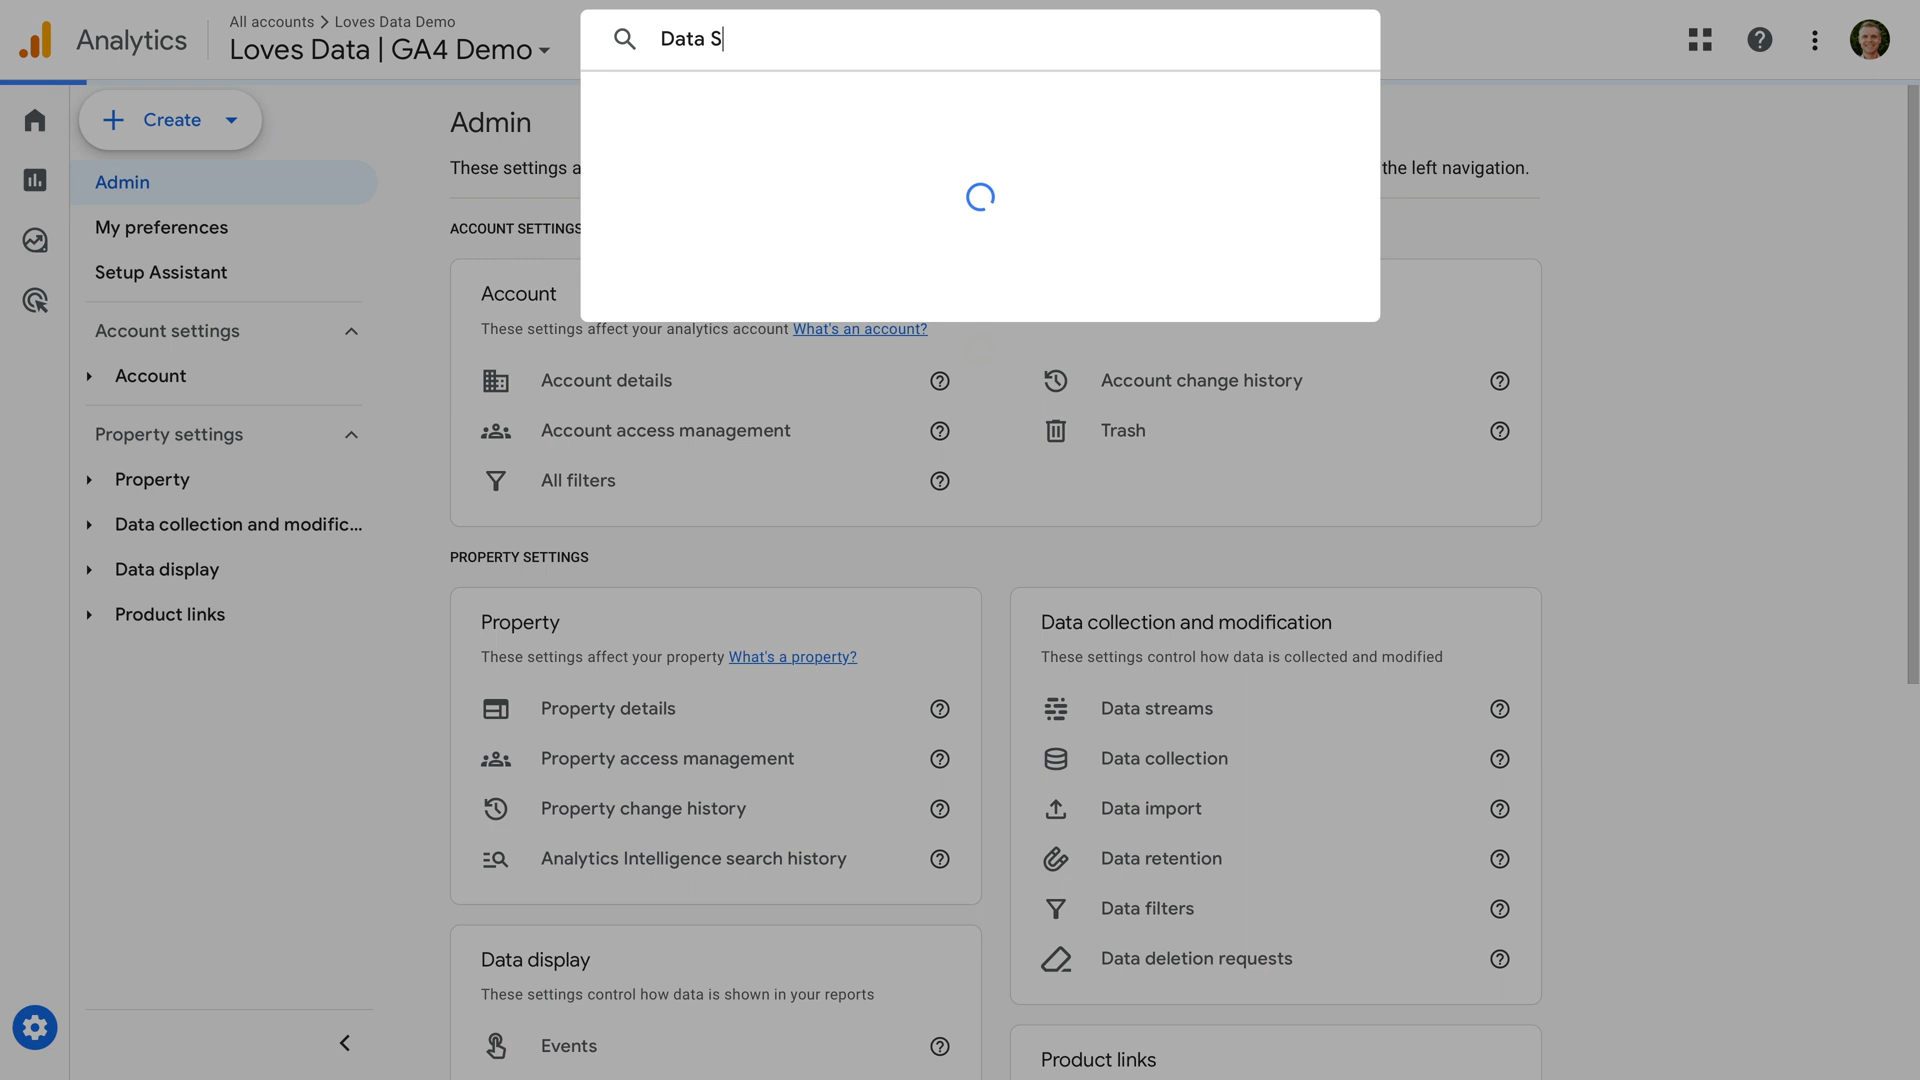 Analytics
All accounts > Loves Data Demo
Loves Data | GA4 Demo
Data S
Create
Admin
My preferences
Setup Assistant
Account settings
Account
Property settings
Property
Data collection and modific...
Data display
Product links
Admin
These settings a
the left navigation.
ACCOUNT SETTINGS
Account
These settings affect your analytics account What's an account?
Account details
Account change history
Account access management
Trash
All filters
PROPERTY SETTINGS
Property
These settings affect your property What's a property?
Property details
Property access management
Property change history
Analytics Intelligence search history
Data collection and modification
These settings control how data is collected and modified
Data streams
Data collection
Data import
Data retention
Data filters
Data deletion requests
Data display
These settings control how data is shown in your reports
Events
Product links